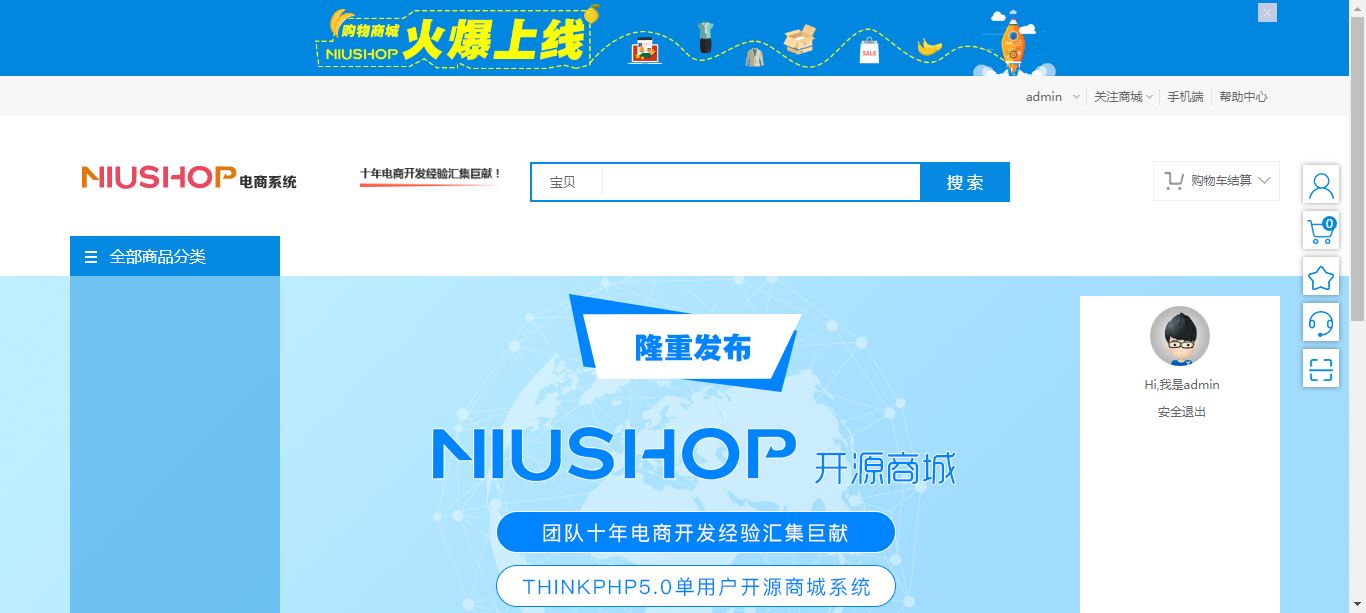 购物商城
NIUSHOP
火爆上线
SALE
admin
关注商城
手机端
帮助中心
NIUSHOP 电商系统
十年电商开发经验汇集巨献！
宝贝
搜索
购物车结算
0
全部商品分类
隆重发布
Hi,我是admin
安全退出
NIUSHOP 开源商城
团队十年电商开发经验汇集巨献
THINKPHP5.0单用户开源商城系统